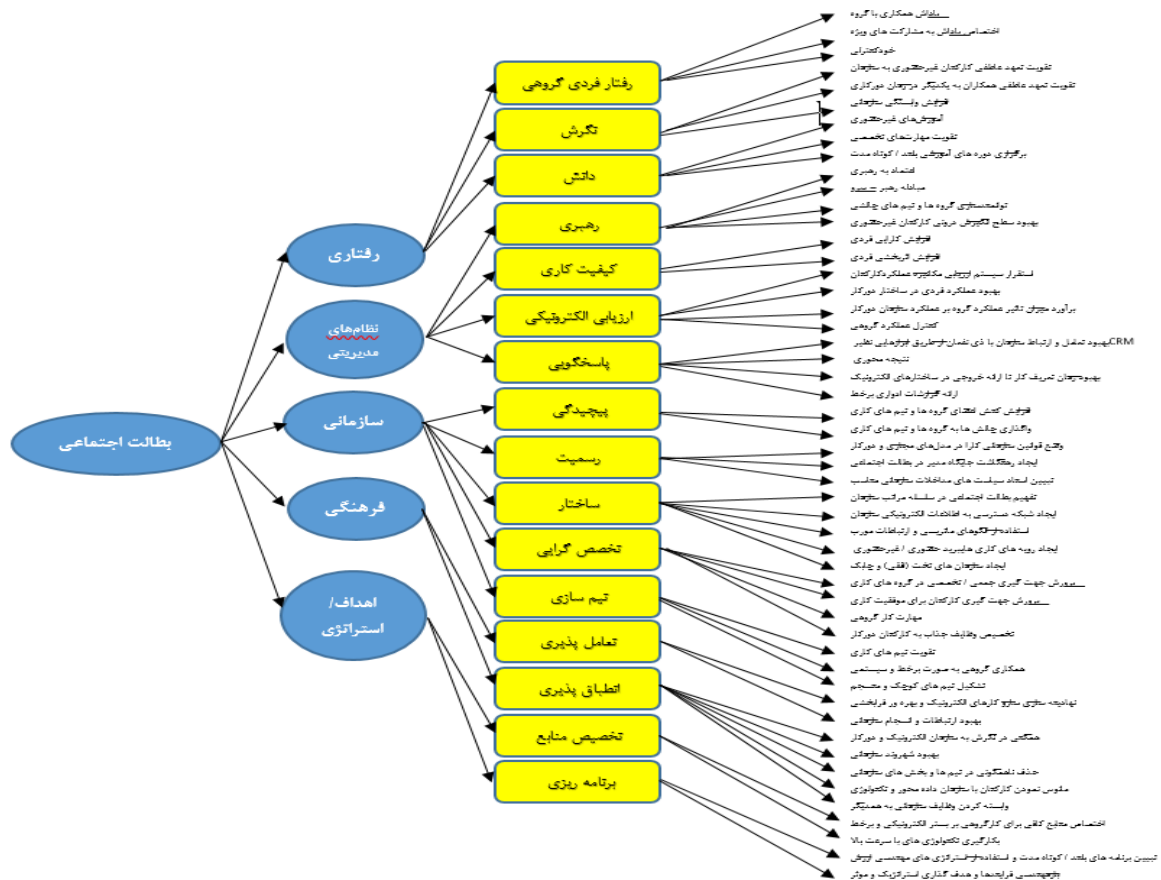 بطالت اجتماعی
رفتاری
نظام‌های
مدیریتی
سازمانی
فرهنگی
اهداف/
استراتژی
رفتار فردی گروهی
نگرش
دانش
رهبری
کیفیت کاری
ارزیابی الکترونیکی
پاسخگویی
پیچیدگی
رسمیت
ساختار
تخصص گرایی
تیم سازی
تعامل پذیری
انطباق پذیری
تخصیص منابع
برنامه ریزی
پاداش همکاری با گروه
اختصاص پاداش به مشارکت های ویژه
خودکنترلی
تقویت تعهد عاطفی کارکنان غیرحضوری به سازمان
تقویت تعهد عاطفی همکاران به یکدیگر در زمان دورکاری
افزایش وابستگی سازمانی
آموزش‌های غیرحضوری
تقویت مهارت‌های تخصصی
برگزاری دوره های آموزشی بلند / کوتاه مدت
اعتماد به رهبری
مبادله رهبر – پیرو
توانمندسازی گروه ها و تیم های چالشی
بهبود سطح انگیزش درونی کارکنان غیرحضوری
افزایش کارایی فردی
افزایش اثربخشی فردی
استقرار سیستم ارزیابی مکانیزه عملکردکارکنان
بهبود عملکرد فردی در ساختار دورکار
برآورد میزان تاثیر عملکرد گروه بر عملکرد سازمان دورکار
کنترل عملکرد گروهی
بهبود تعامل و ارتباط سازمان با ذی نفعان از طریق ابزارهایی نظیر CRM
نتیجه محوری
بهبود زمان تعریف کار تا ارائه خروجی در ساختارهای الکترونیک
ارائه گزارشات ادواری برخط
افزایش کنش اعضای گروه ها و تیم های کاری
واگذاری چالش ها به گروه ها و تیم های کاری
وضع قوانین سازمانی کارا در مدل‌های مجازی و دورکار
ایجاد رهنگاشت جایگاه مدیر در بطالت اجتماعی
تبیین اسناد سیاست های مداخلات سازمانی مناسب
تفهیم بطالت اجتماعی در سلسله مراتب سازمان
ایجاد شبکه دسترسی به اطلاعات الکترونیکی سازمان
استفاده از الگوهای ماتریسی و ارتباطات مورب
ایجاد رویه های کاری هایبرید حضوری / غیرحضوری
ایجاد سازمان های تخت (افقی) و چابک
پرورش جهت گیری جمعی / تخصصی در گروه های کاری
پرورش جهت گیری کارکنان برای موفقیت کاری
مهارت کار گروهی
تخصیص وظایف جذاب به کارکنان دورکار
تقویت تیم های کاری
همکاری گروهی به صورت برخط و سیستمی
تشکیل تیم های کوچک و منسجم
نهادینه سازی سازو کارهای الکترونیک و بهره ور فرابخشی
بهبود ارتباطات و انسجام سازمانی
همگنی در نگرش به سازمان الکترونیک و دورکار
بهبود شهروند سازمانی
حذف ناهمگونی در تیم ها و بخش های سازمانی
ملموس نمودن کارکنان با سازمان داده محور و تکنولوژی
وابسته کردن وظایف سازمانی به همدیگر
اختصاص منابع کافی برای کارگروهی بر بستر الکترونیکی و برخط
بکارگیری تکنولوژی های با سرعت بالا
تبیین برنامه های بلند / کوتاه مدت و استفاده از استراتژی های مهندسی ارزش
بازمهندسی فرایندها و هدف گذاری استراتژیک و موثر